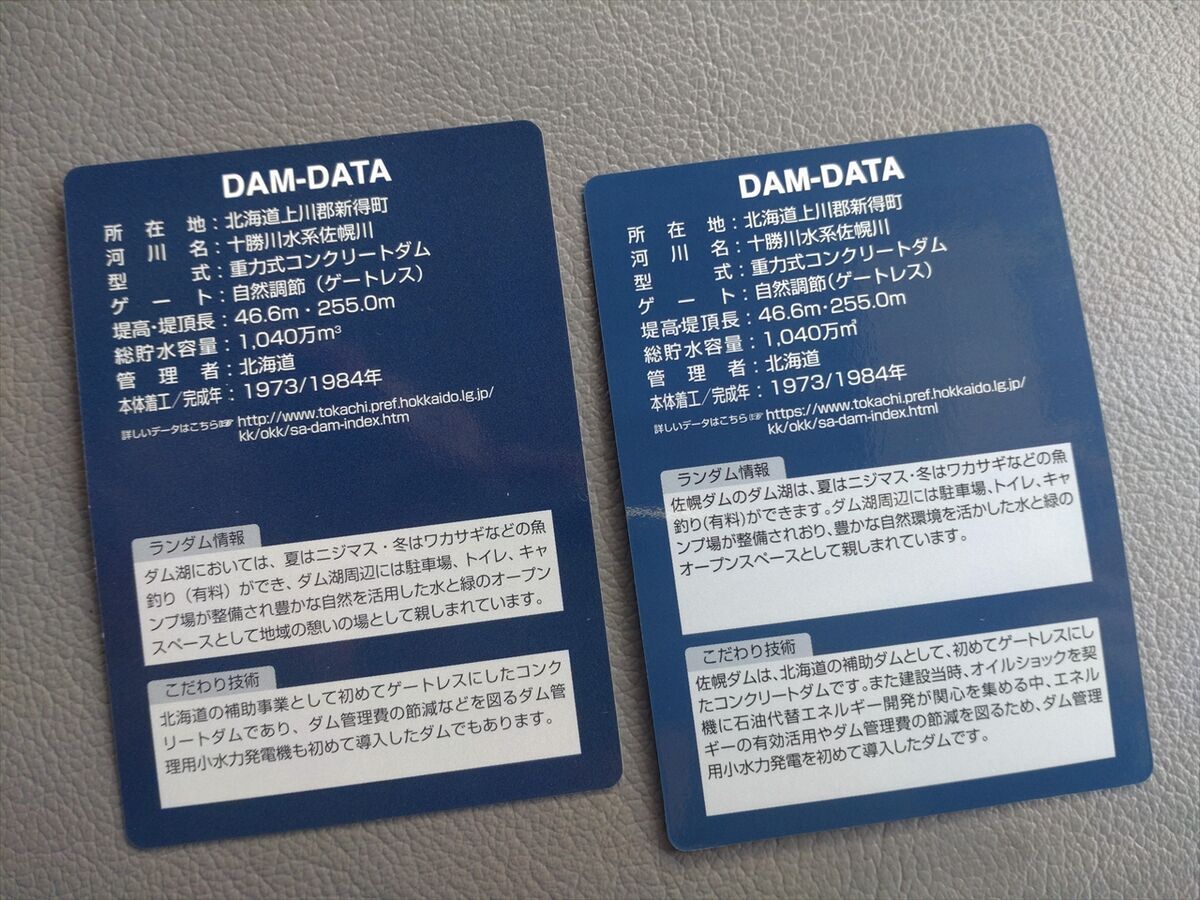 DAM-DATA
所在地：北海道上川郡新得町
河川名：十勝川水系佐幌川
型式：重力式コンクリートダム
ゲート：自然調節（ゲートレス）
堤高・堤頂長：46.6m・255.0m
総貯水容量：1,040万m³
管理者：北海道
本体着工／完成年：1973/1984年
詳しいデータはこちら☞ http://www.tokachi.pref.hokkaido.lg.jp/
kk/okk/sa-dam-index.htm
ランダム情報
ダム湖においては、夏はニジマス・冬はワカサギなどの魚
釣り（有料）ができ、ダム湖周辺には駐車場、トイレ、キャ
ンプ場が整備され豊かな自然を活用した水と緑のオープン
スペースとして地域の憩いの場として親しまれています。
こだわり技術
北海道の補助事業として初めてゲートレスにしたコンク
リートダムであり、ダム管理費の節減などを図るダム管
理用小水力発電機も初めて導入したダムでもあります。
DAM-DATA
所在地：北海道上川郡新得町
河川名：十勝川水系佐幌川
型式：重力式コンクリートダム
ゲート：自然調節(ゲートレス)
堤高・堤頂長：46.6m・255.0m
総貯水容量：1,040万㎥
管理者：北海道
本体着工／完成年：1973/1984年
詳しいデータはこちら☞ https://www.tokachi.pref.hokkaido.lg.jp/
kk/okk/sa-dam-index.html
ランダム情報
佐幌ダムのダム湖は、夏はニジマス・冬はワカサギなどの魚
釣り(有料)ができます。ダム湖周辺には駐車場、トイレ、キャ
ンプ場が整備されおり、豊かな自然環境を活かした水と緑の
オープンスペースとして親しまれています。
こだわり技術
佐幌ダムは、北海道の補助ダムとして、初めてゲートレスにし
たコンクリートダムです。また建設当時、オイルショックを契
機に石油代替エネルギー開発が関心を集める中、エネル
ギーの有効活用やダム管理費の節減を図るため、ダム管理
用小水力発電を初めて導入したダムです。